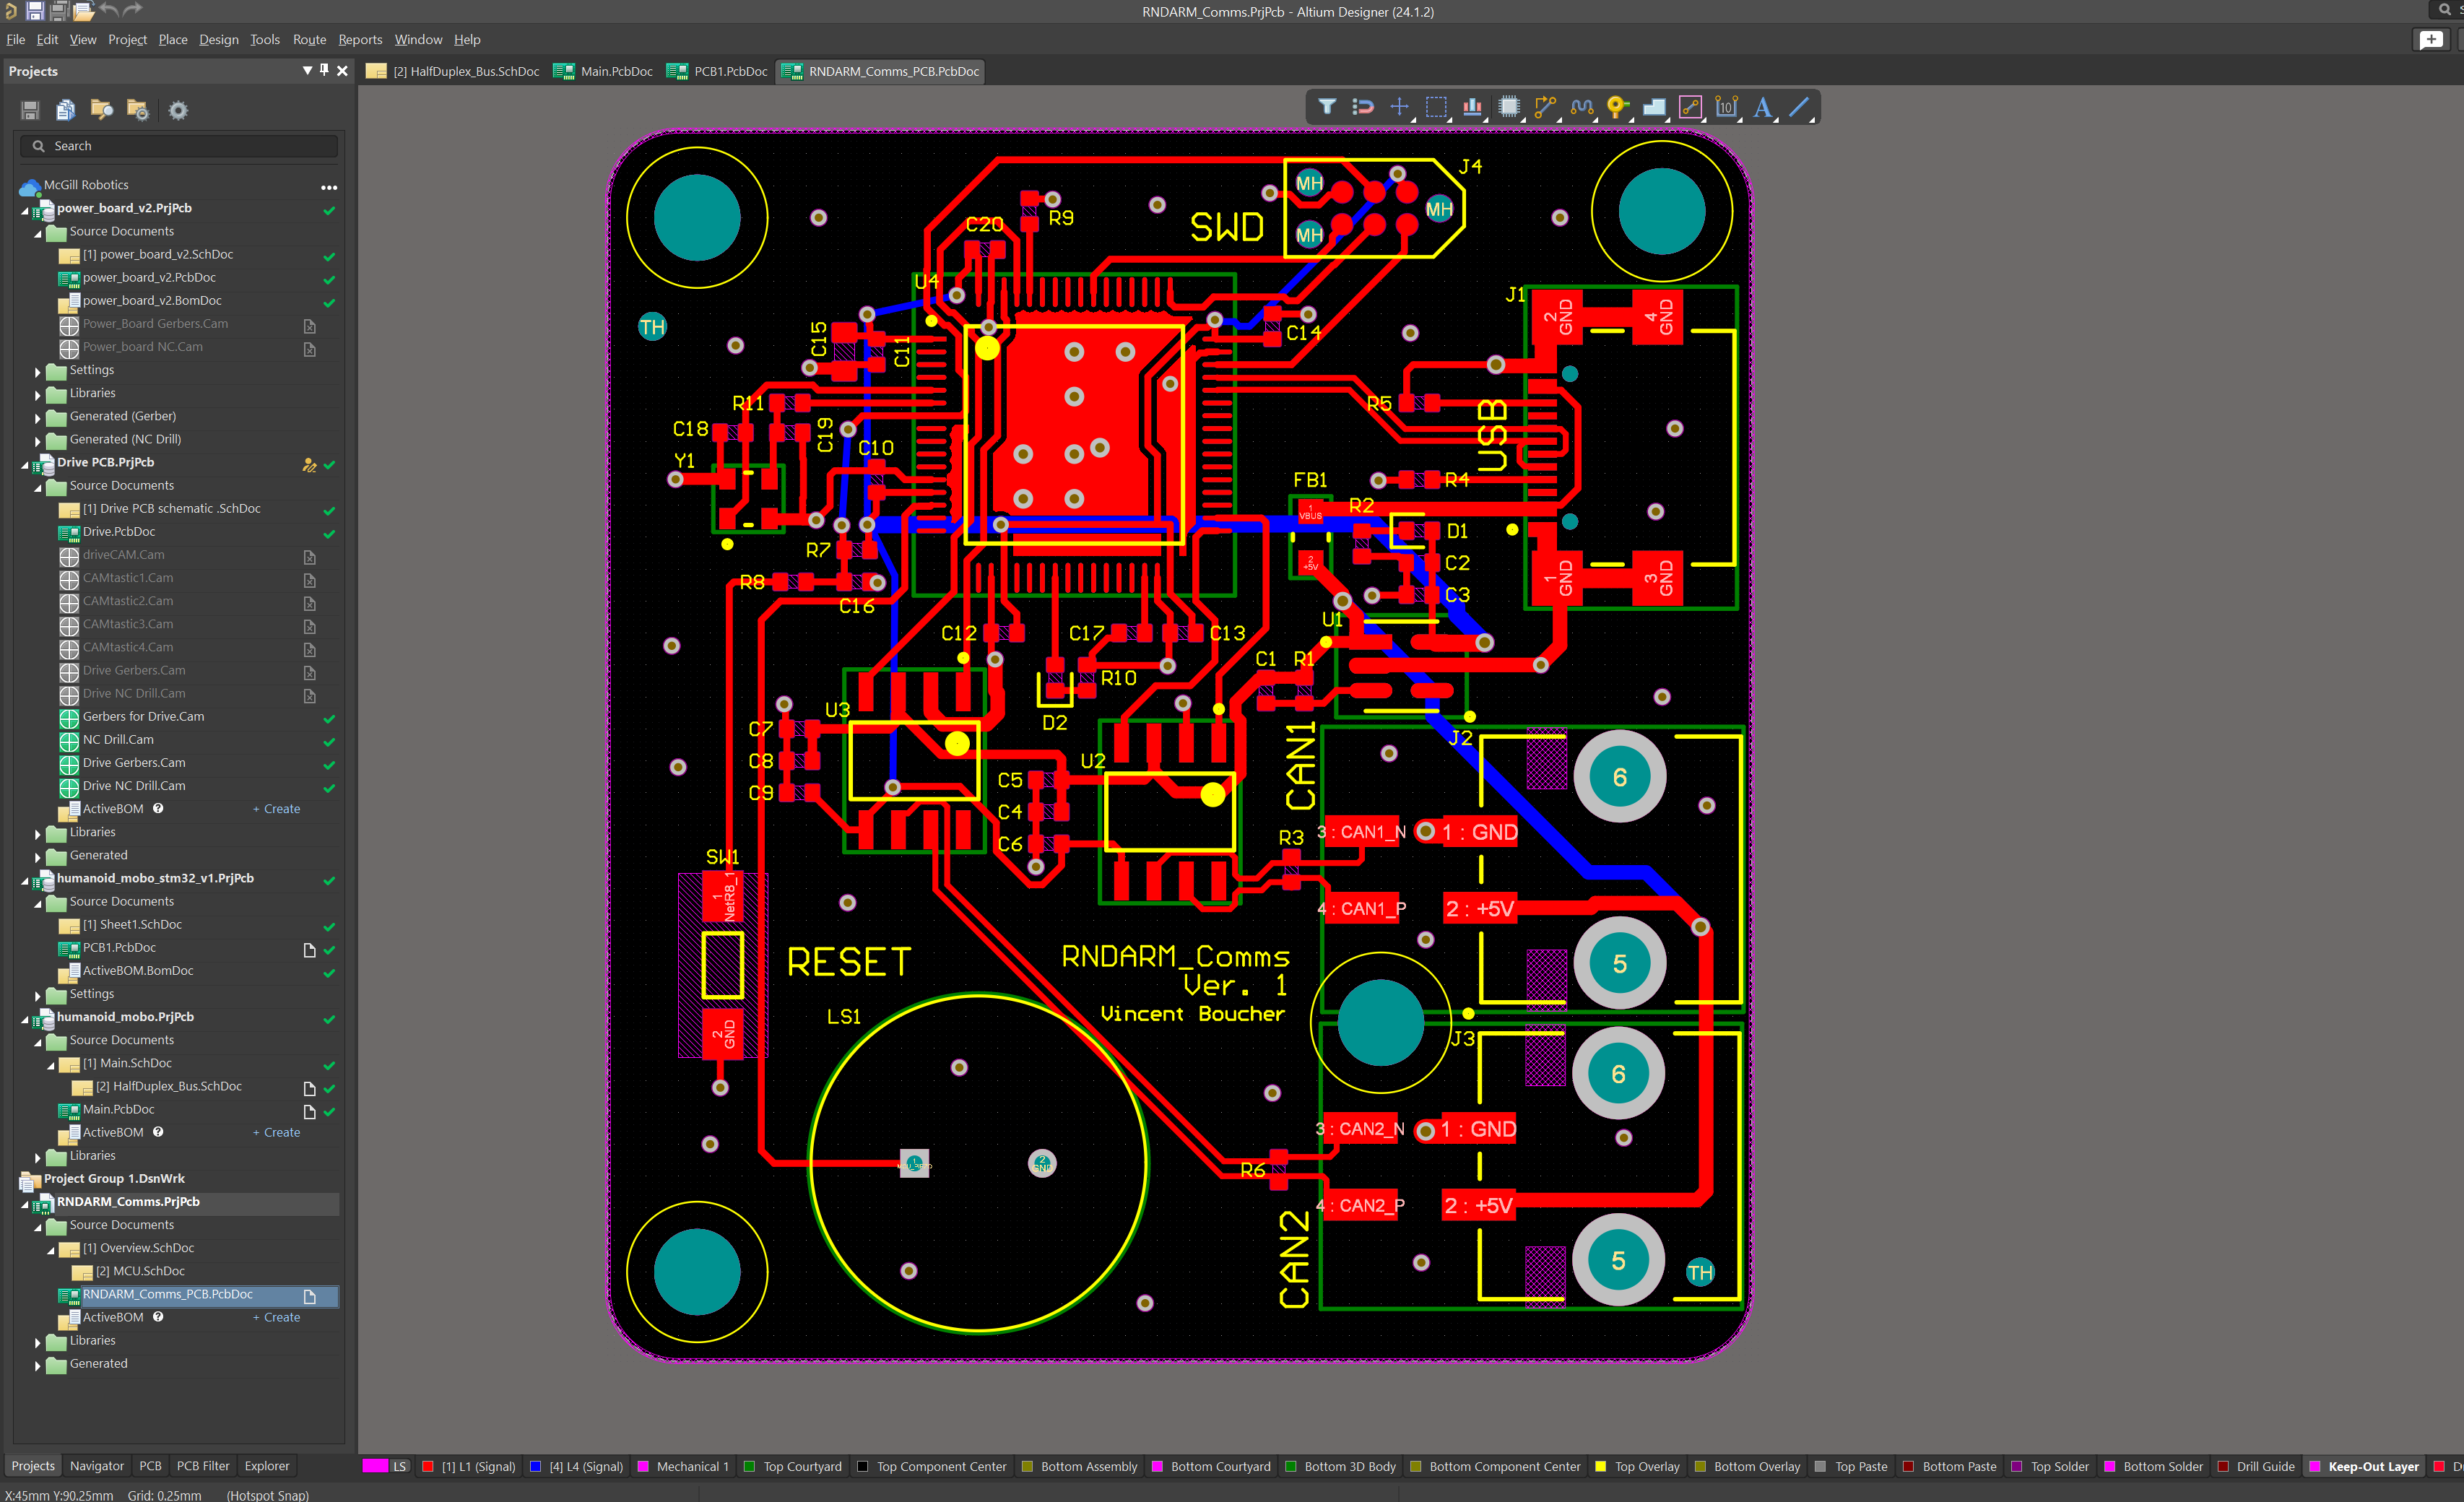 RNDARM_Comms.PrjPcb - Altium Designer (24.1.2)
File Edit View Project Place Design Tools Route Reports Window Help
Projects
[2] HalfDuplex_Bus.SchDoc Main.PcbDoc PCB1.PcbDoc RNDARM_Comms_PCB.PcbDoc
Search
McGill Robotics
power_board_v2.PrjPcb
Source Documents
[1] power_board_v2.SchDoc
power_board_v2.PcbDoc
power_board_v2.BomDoc
Power_Board Gerbers.Cam
Power_board NC.Cam
Settings
Libraries
Generated (Gerber)
Generated (NC Drill)
Drive PCB.PrjPcb
Source Documents
[1] Drive PCB schematic .SchDoc
Drive.PcbDoc
driveCAM.Cam
CAMtastic1.Cam
CAMtastic2.Cam
CAMtastic3.Cam
CAMtastic4.Cam
Drive Gerbers.Cam
Drive NC Drill.Cam
Gerbers for Drive.Cam
NC Drill.Cam
Drive Gerbers.Cam
Drive NC Drill.Cam
ActiveBOM + Create
Libraries
Generated
humanoid_mobo_stm32_v1.PrjPcb
Source Documents
[1] Sheet1.SchDoc
PCB1.PcbDoc
ActiveBOM.BomDoc
Settings
humanoid_mobo.PrjPcb
Source Documents
[1] Main.SchDoc
[2] HalfDuplex_Bus.SchDoc
Main.PcbDoc
ActiveBOM + Create
Libraries
Project Group 1.DsnWrk
RNDARM_Comms.PrjPcb
Source Documents
[1] Overview.SchDoc
[2] MCU.SchDoc
RNDARM_Comms_PCB.PcbDoc
ActiveBOM + Create
Libraries
Generated
10
A
J4
MH
MH
MH
SWD
R9
C20
U4
J1
TH
C15
C11
C14
2 GND
4 GND
R11
C18
C19
C10
Y1
R5
USB
R4
FB1
1 VBUS
2 +5V
R2
D1
C2
C3
R7
R8
C16
1 GND
3 GND
U1
C12
C17
C13
C1
R1
R10
D2
U3
C7
C8
C9
C5
C4
C6
U2
CAN1
J2
6
R3
3 : CAN1_N
1 : GND
4 : CAN1_P
2 : +5V
5
SW1
1 NetR8_1
2 GND
RESET
RNDARM_Comms
Ver. 1
Vincent Boucher
LS1
J3
6
3 : CAN2_N
1 : GND
R6
4 : CAN2_P
2 : +5V
5
TH
CAN2
1
2
GND
Projects Navigator PCB PCB Filter Explorer
LS [1] L1 (Signal) [4] L4 (Signal) Mechanical 1 Top Courtyard Top Component Center Bottom Assembly Bottom Courtyard Bottom 3D Body Bottom Component Center Top Overlay Bottom Overlay Top Paste Bottom Paste Top Solder Bottom Solder Drill Guide Keep-Out Layer
X:45mm Y:90.25mm Grid: 0.25mm (Hotspot Snap)